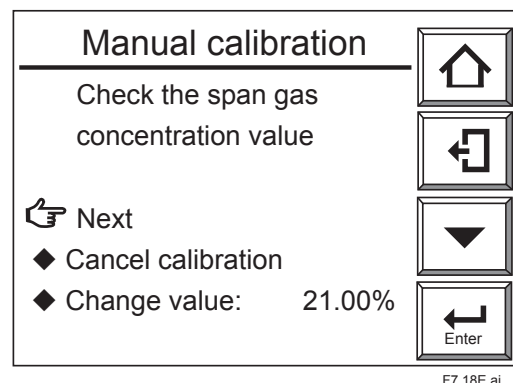 Manual calibration
Check the span gas
concentration value
Next
Cancel calibration
Change value: 21.00%
Enter
F7.18E.ai